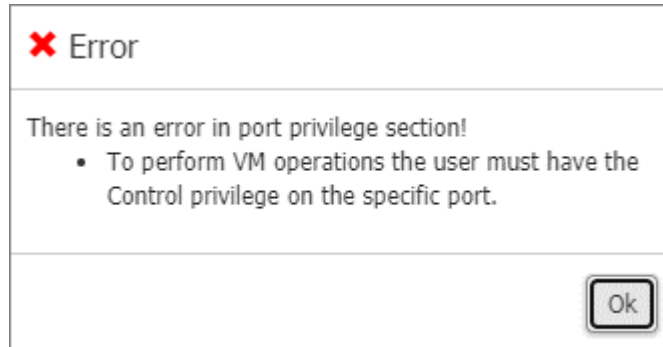 Error
There is an error in port privilege section!
• To perform VM operations the user must have the
Control privilege on the specific port.
Ok